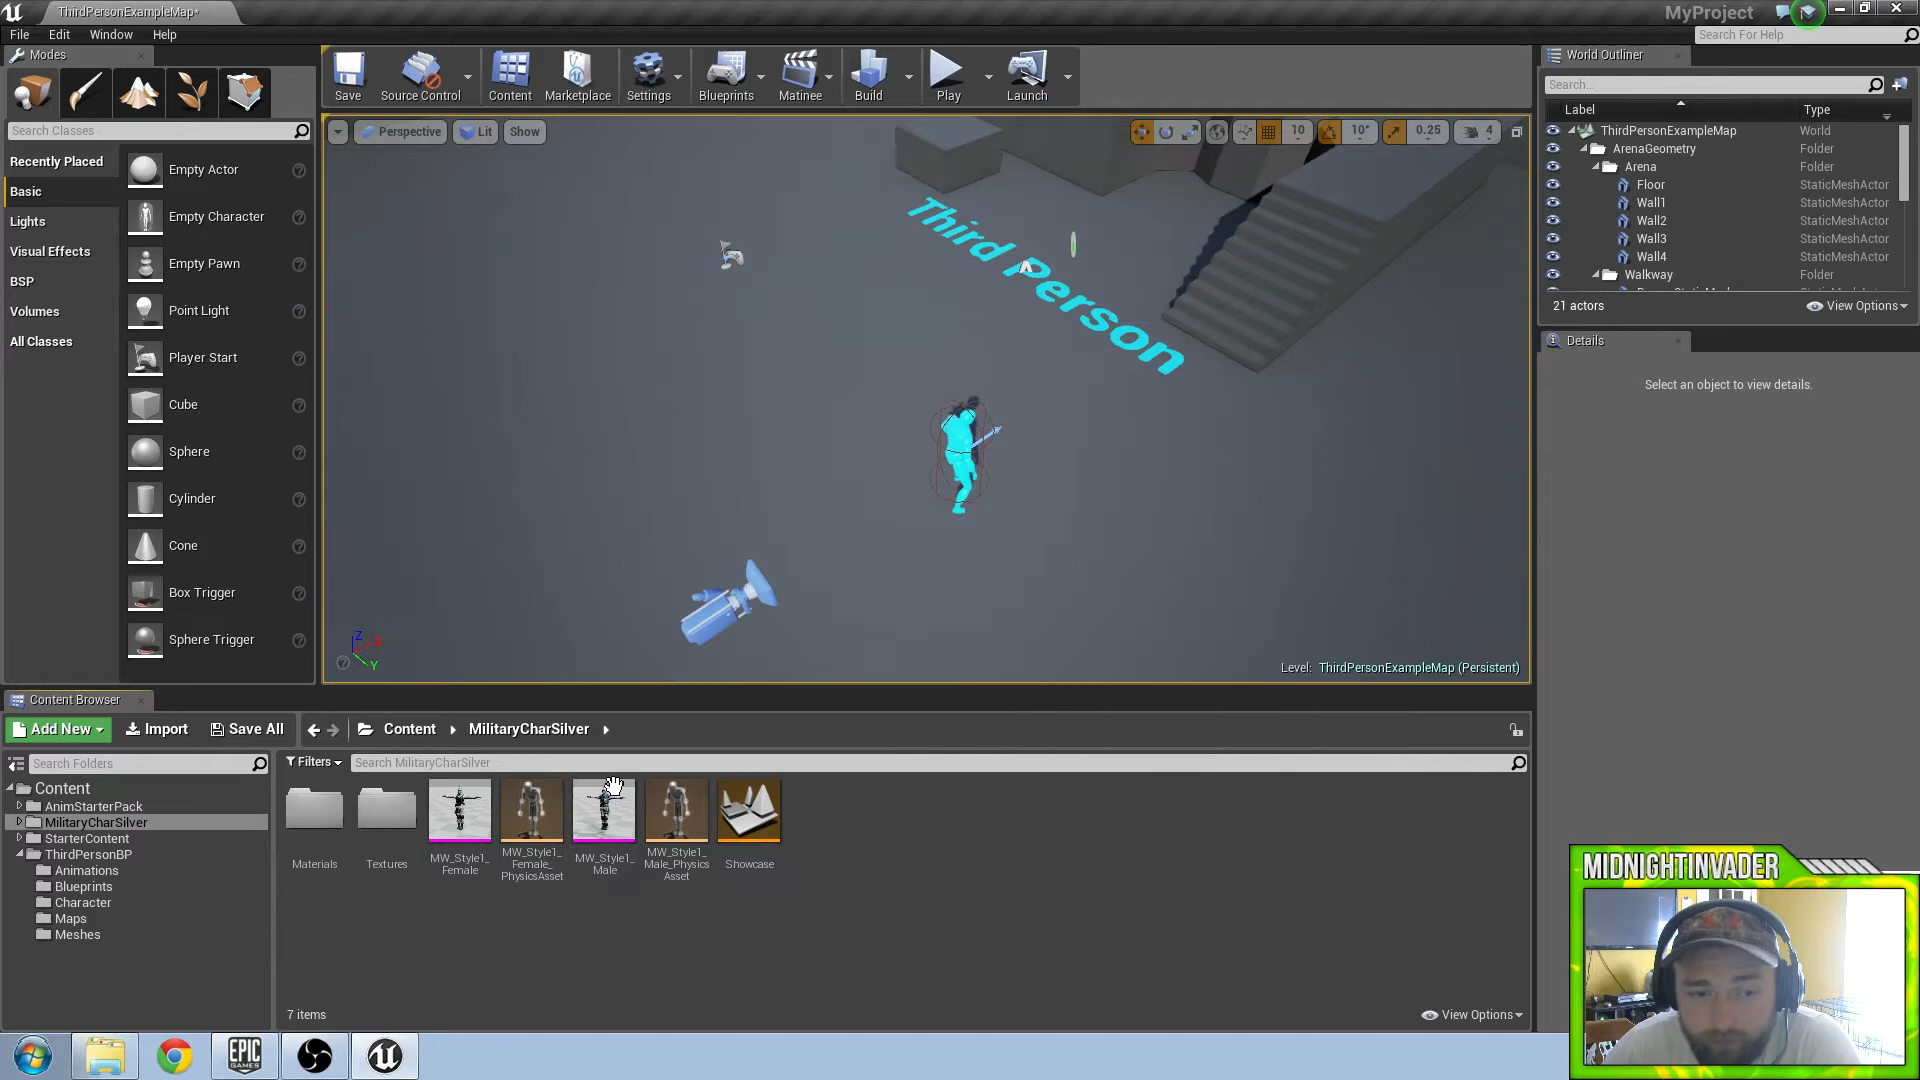 ThirdPersonExampleMap*
MyProject
File Edit Window Help
Search For Help
Modes
Search Classes
Recently Placed
Basic
Lights
Visual Effects
BSP
Volumes
All Classes
Empty Actor
Empty Character
Empty Pawn
Point Light
Player Start
Cube
Sphere
Cylinder
Cone
Box Trigger
Sphere Trigger
Save
Source Control
Content
Marketplace
Settings
Blueprints
Matinee
Build
Play
Launch
Perspective
Lit
Show
10
10°
0.25
4
Third Person
Z
X
Y
Level: ThirdPersonExampleMap (Persistent)
World Outliner
Search...
Label Type
ThirdPersonExampleMap World
ArenaGeometry Folder
Arena Folder
Floor StaticMeshActor
Wall1 StaticMeshActor
Wall2 StaticMeshActor
Wall3 StaticMeshActor
Wall4 StaticMeshActor
Walkway Folder
21 actors
View Options
Details
Select an object to view details.
Content Browser
Add New
Import
Save All
Content
MilitaryCharSilver
Search Folders
Filters
Search MilitaryCharSilver
Content
AnimStarterPack
MilitaryCharSilver
StarterContent
ThirdPersonBP
Animations
Blueprints
Character
Maps
Meshes
Materials
Textures
MW_Style1_
Female
MW_Style1_
Female_
PhysicsAsset
MW_Style1_
Male
MW_Style1_
Male_Physics
Asset
Showcase
7 items
View Options
MIDNIGHTINVADER
EPIC
GAMES